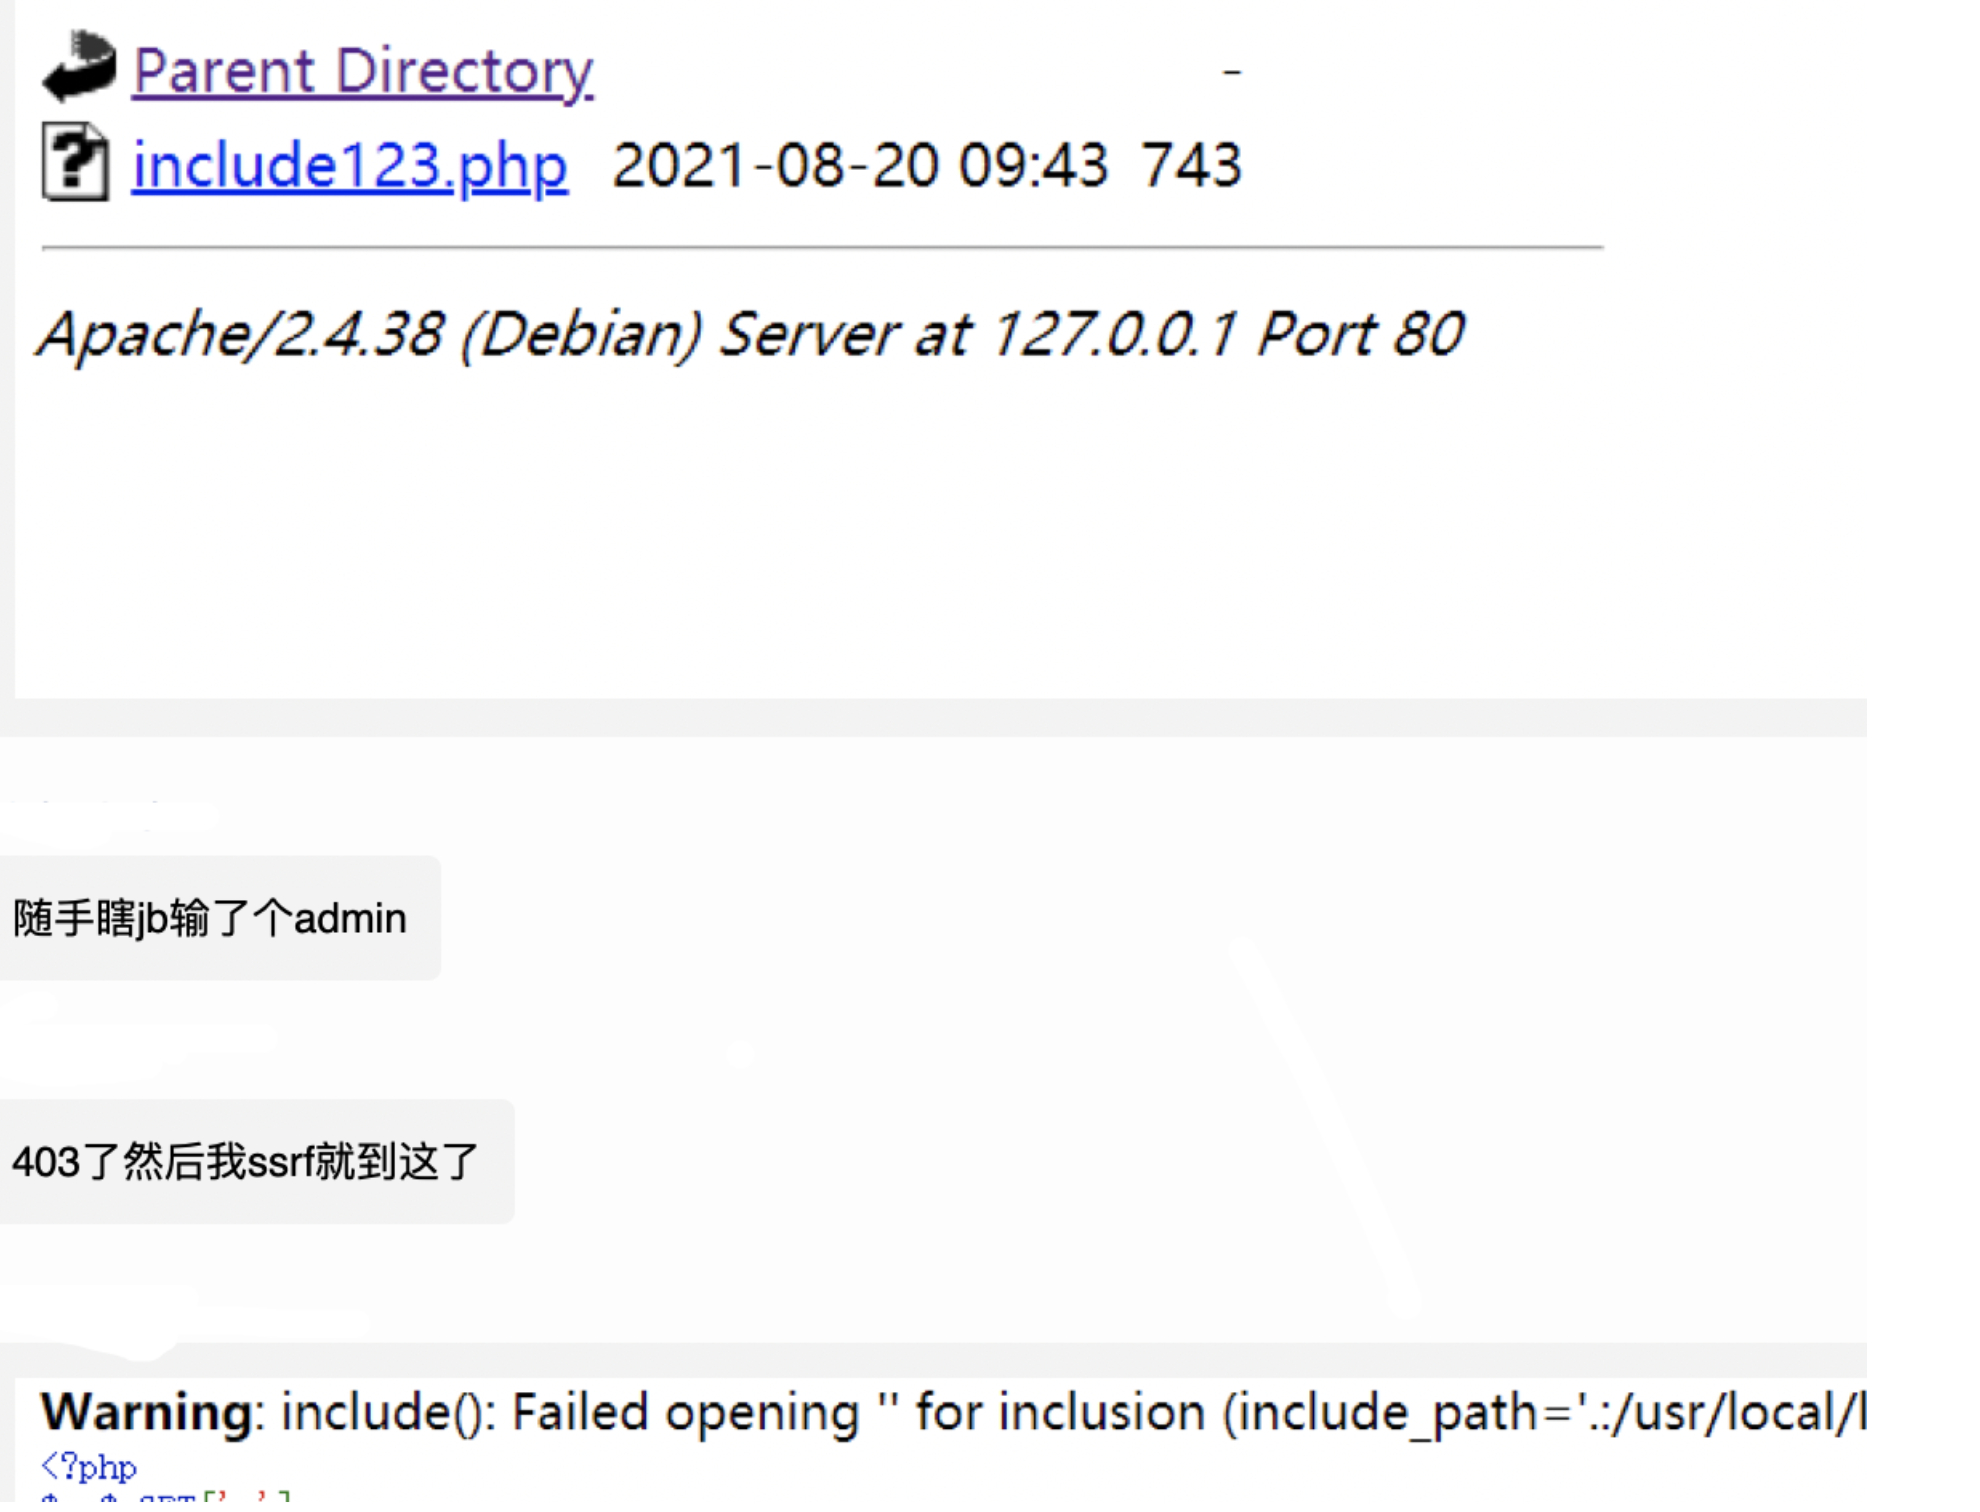 Parent Directory -
include123.php 2021-08-20 09:43 743
Apache/2.4.38 (Debian) Server at 127.0.0.1 Port 80
随手瞎jb输了个admin
403了然后我ssrf就到这了
Warning: include(): Failed opening '' for inclusion (include_path='.:/usr/local/l
<?php